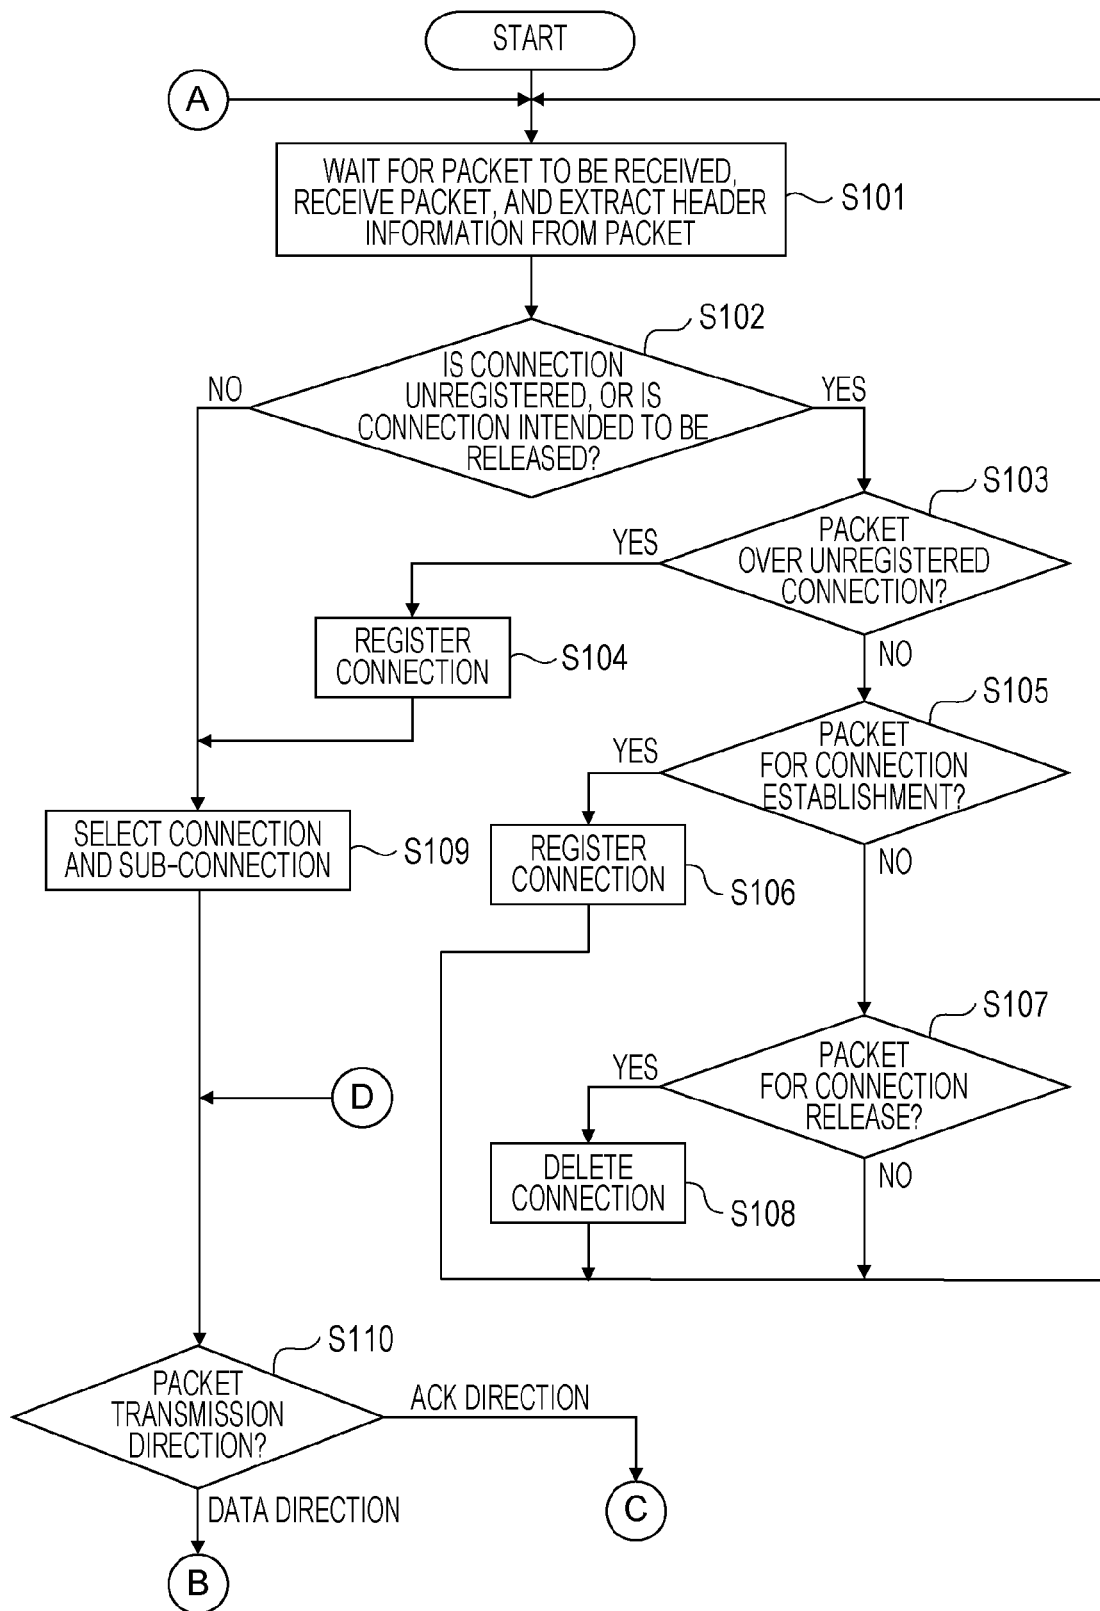 START
A
WAIT FOR PACKET TO BE RECEIVED,
RECEIVE PACKET, AND EXTRACT HEADER
INFORMATION FROM PACKET
S101
S102
IS CONNECTION
UNREGISTERED, OR IS
CONNECTION INTENDED TO BE
RELEASED?
NO
YES
S103
PACKET
OVER UNREGISTERED
CONNECTION?
YES
NO
REGISTER
CONNECTION
S104
S105
PACKET
FOR CONNECTION
ESTABLISHMENT?
YES
NO
SELECT CONNECTION
AND SUB-CONNECTION
S109
REGISTER
CONNECTION
S106
S107
PACKET
FOR CONNECTION
RELEASE?
YES
NO
D
DELETE
CONNECTION
S108
S110
PACKET
TRANSMISSION
DIRECTION?
ACK DIRECTION
DATA DIRECTION
C
B